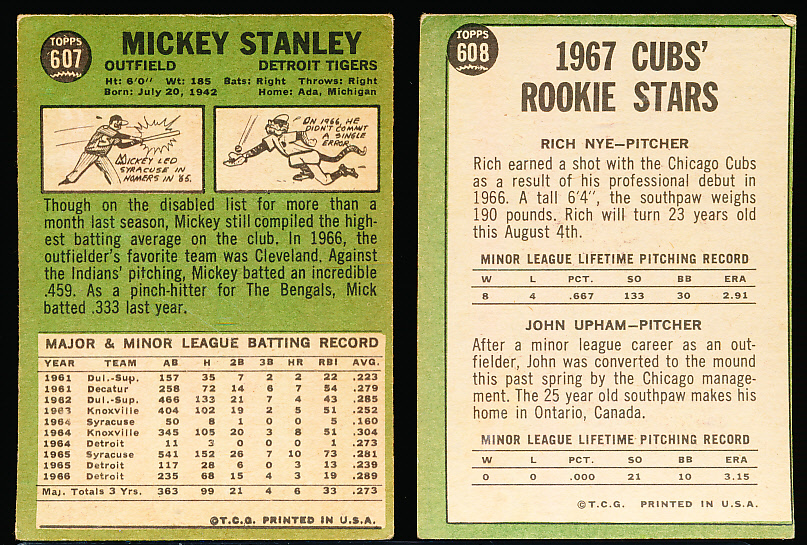 TOPPS
607
MICKEY STANLEY
OUTFIELD DETROIT TIGERS
Ht: 6'0" Wt: 185 Bats: Right Throws: Right
Born: July 20, 1942 Home: Ada, Michigan
MICKEY LED
SYRACUSE IN
HOMERS IN '65.
ON 1966, HE
DIDN'T COMMIT
A SINGLE
ERROR
Though on the disabled list for more than a
month last season, Mickey still compiled the high-
est batting average on the club. In 1966, the
outfielder's favorite team was Cleveland. Against
the Indians' pitching, Mickey batted an incredible
.459. As a pinch-hitter for The Bengals, Mick
batted .333 last year.
MAJOR & MINOR LEAGUE BATTING RECORD
YEAR TEAM AB H 2B 3B HR RBI AVG.
1961 Dul.-Sup. 157 35 7 2 2 22 .223
1961 Decatur 258 72 14 6 7 54 .279
1962 Dul.-Sup. 466 133 21 7 4 43 .285
1963 Knoxville 404 102 19 2 5 51 .252
1964 Syracuse 50 8 1 0 0 5 .160
1964 Knoxville 345 105 20 3 8 51 .304
1964 Detroit 11 3 0 0 0 1 .273
1965 Syracuse 541 152 26 7 10 73 .281
1965 Detroit 117 28 6 0 3 13 .239
1966 Detroit 235 68 15 4 3 19 .289
Maj. Totals 3 Yrs. 363 99 21 4 6 33 .273
©T.C.G. PRINTED IN U.S.A.
TOPPS
608
1967 CUBS'
ROOKIE STARS
RICH NYE—PITCHER
Rich earned a shot with the Chicago Cubs
as a result of his professional debut in
1966. A tall 6'4", the southpaw weighs
190 pounds. Rich will turn 23 years old
this August 4th.
MINOR LEAGUE LIFETIME PITCHING RECORD
W L PCT. SO BB ERA
8 4 .667 133 30 2.91
JOHN UPHAM—PITCHER
After a minor league career as an out-
fielder, John was converted to the mound
this past spring by the Chicago manage-
ment. The 25 year old southpaw makes his
home in Ontario, Canada.
MINOR LEAGUE LIFETIME PITCHING RECORD
W L PCT. SO BB ERA
0 0 .000 21 10 3.15
©T.C.G. PRINTED IN U.S.A.